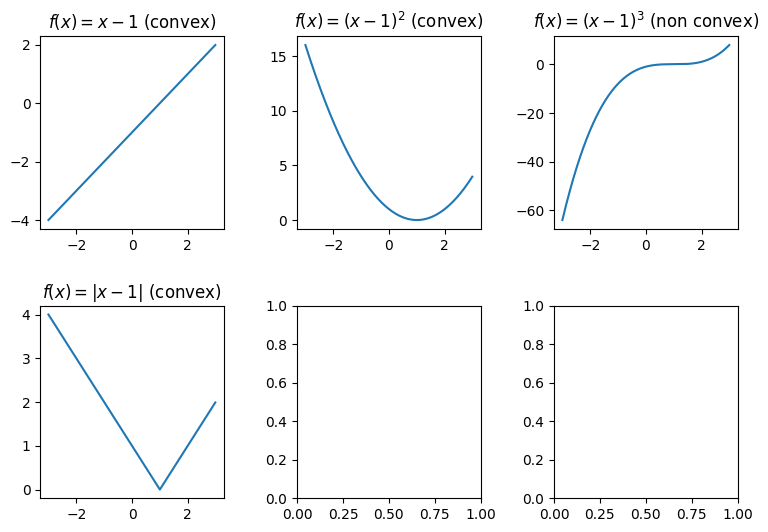 f(x) = x − 1 (convex)
f(x) = (x − 1)² (convex)
f(x) = (x − 1)³ (non convex)
2
0
−2
−4
−2 0 2
15
10
5
0
−2 0 2
0
−20
−40
−60
−2 0 2
f(x) = |x − 1| (convex)
4
3
2
1
0
−2 0 2
1.0
0.8
0.6
0.4
0.2
0.0
0.00 0.25 0.50 0.75 1.00
1.0
0.8
0.6
0.4
0.2
0.0
0.00 0.25 0.50 0.75 1.00